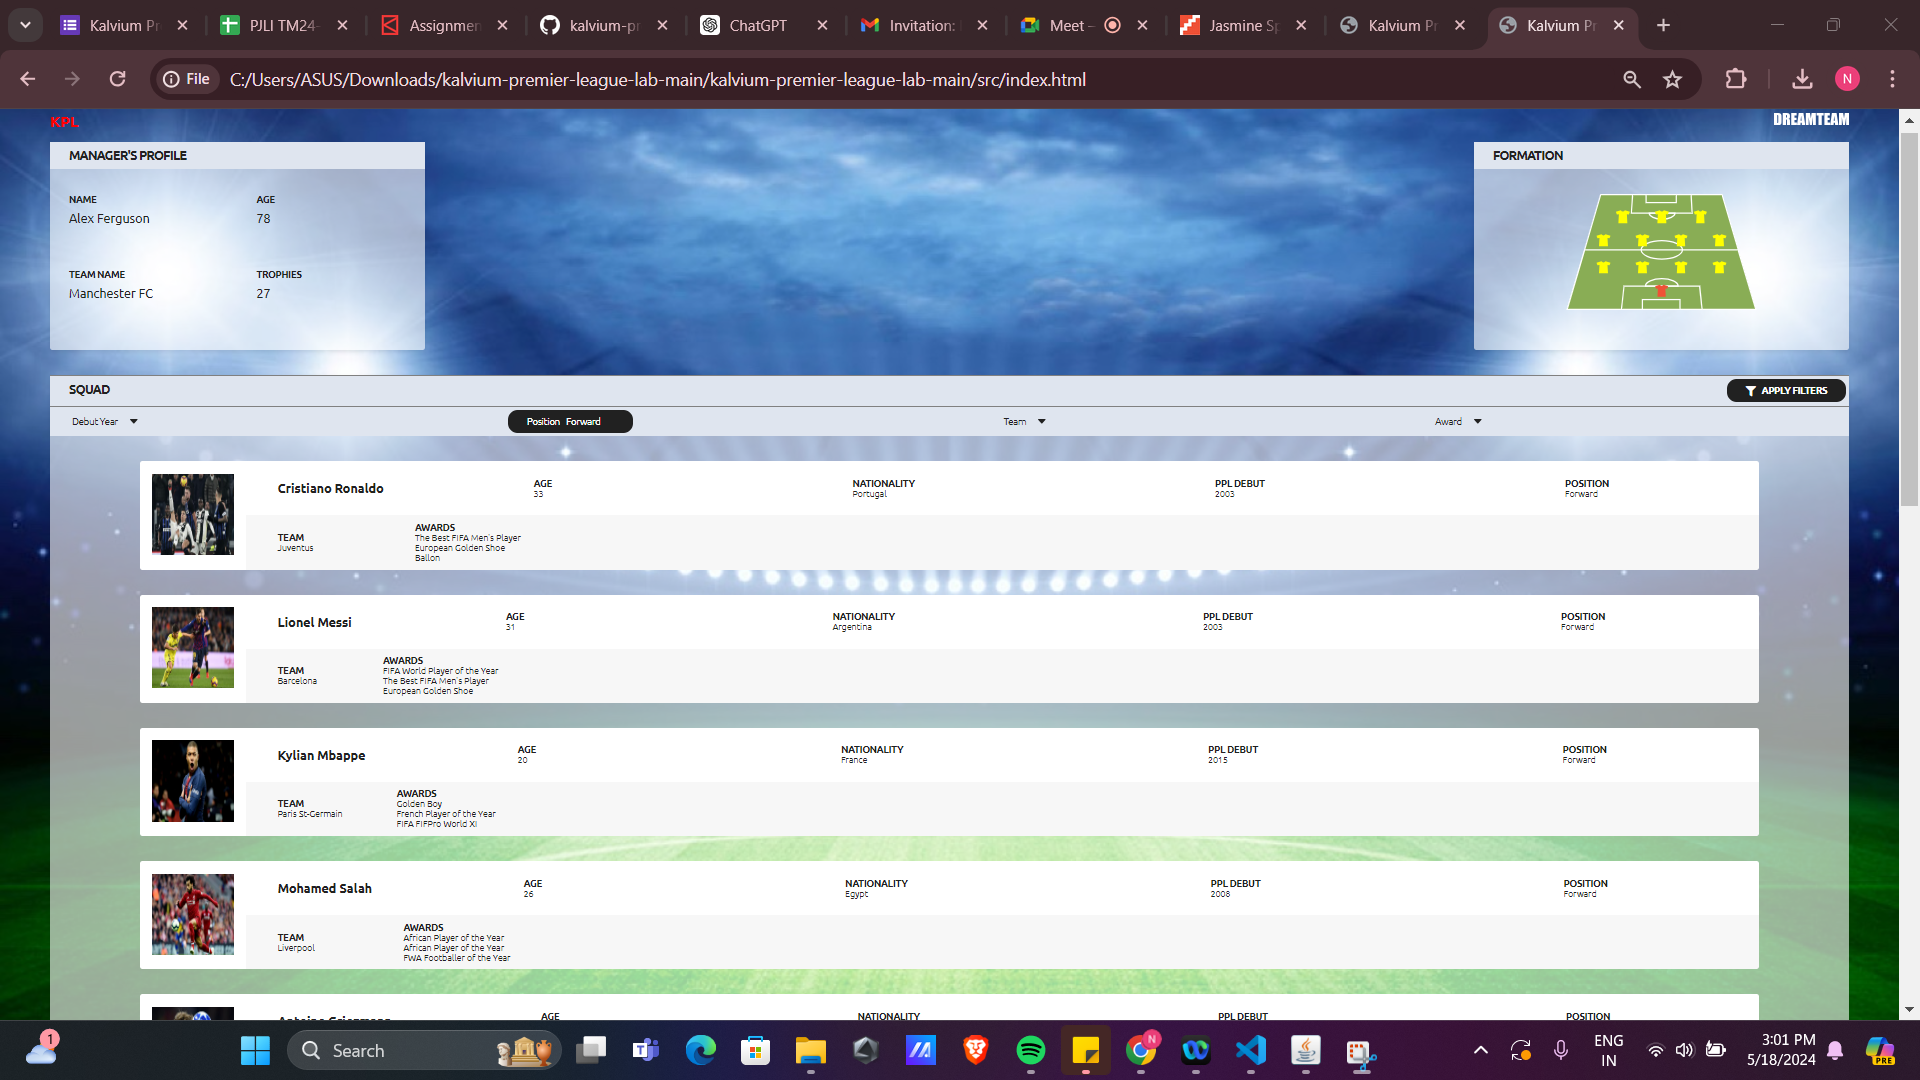 Kalvium Pr
PJLI TM24-
Assignmen
kalvium-pr
ChatGPT
Invitation:
Meet -
Jasmine Sp
Kalvium Pr
Kalvium Pr
File
C:/Users/ASUS/Downloads/kalvium-premier-league-lab-main/kalvium-premier-league-lab-main/src/index.html
N
KPL
DREAMTEAM
MANAGER'S PROFILE
NAME
Alex Ferguson
AGE
78
TEAM NAME
Manchester FC
TROPHIES
27
FORMATION
SQUAD
APPLY FILTERS
Debut Year
Position Forward
Team
Award
Cristiano Ronaldo
AGE
33
NATIONALITY
Portugal
PPL DEBUT
2003
POSITION
Forward
TEAM
Juventus
AWARDS
The Best FIFA Men's Player
European Golden Shoe
Ballon
Lionel Messi
AGE
31
NATIONALITY
Argentina
PPL DEBUT
2003
POSITION
Forward
TEAM
Barcelona
AWARDS
FIFA World Player of the Year
The Best FIFA Men's Player
European Golden Shoe
Kylian Mbappe
AGE
20
NATIONALITY
France
PPL DEBUT
2015
POSITION
Forward
TEAM
Paris St-Germain
AWARDS
Golden Boy
French Player of the Year
FIFA FIFPro World XI
Mohamed Salah
AGE
26
NATIONALITY
Egypt
PPL DEBUT
2008
POSITION
Forward
TEAM
Liverpool
AWARDS
African Player of the Year
African Player of the Year
FWA Footballer of the Year
AGE
NATIONALITY
PPL DEBUT
POSITION
1
Search
N
ENG
IN
3:01 PM
5/18/2024
PRE